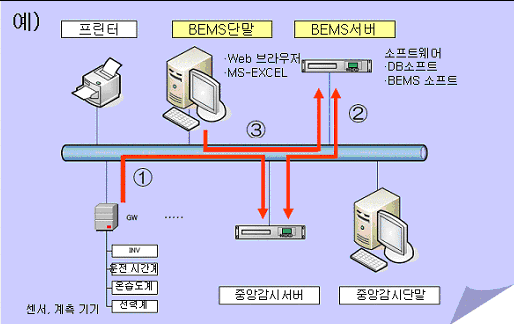 예)
프린터
BEMS단말
BEMS서버
·Web 브라우저
·MS-EXCEL
소프트웨어
·DB소프트
·BEMS 소프트
③
②
①
GW
.....
INV
운전 시간계
온습도계
전력계
센서, 계측 기기
중앙감시서버
중앙감시단말